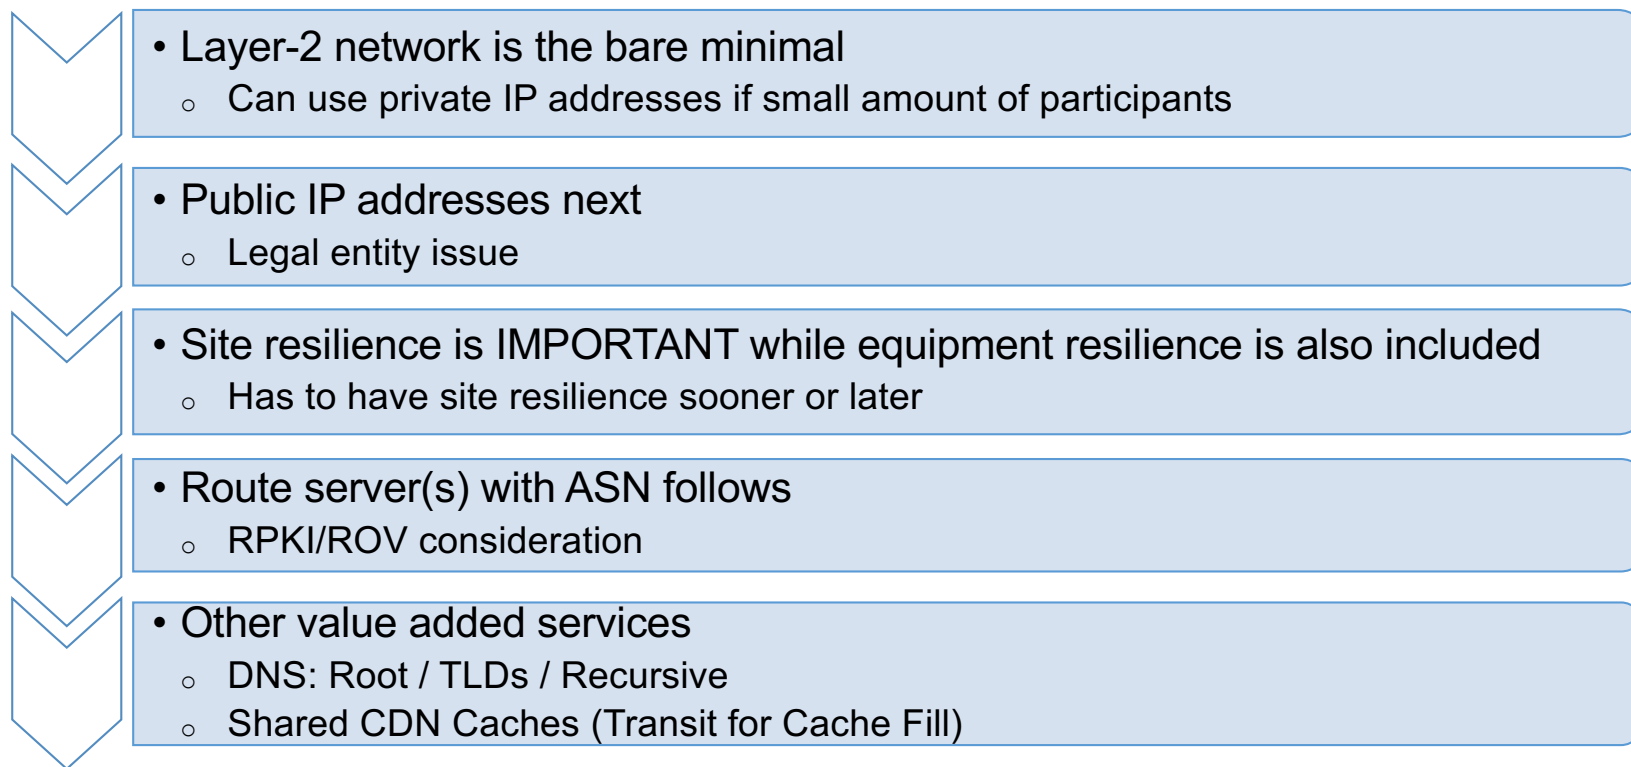 • Layer-2 network is the bare minimal
○ Can use private IP addresses if small amount of participants
• Public IP addresses next
○ Legal entity issue
• Site resilience is IMPORTANT while equipment resilience is also included
○ Has to have site resilience sooner or later
• Route server(s) with ASN follows
○ RPKI/ROV consideration
• Other value added services
○ DNS: Root / TLDs / Recursive
○ Shared CDN Caches (Transit for Cache Fill)